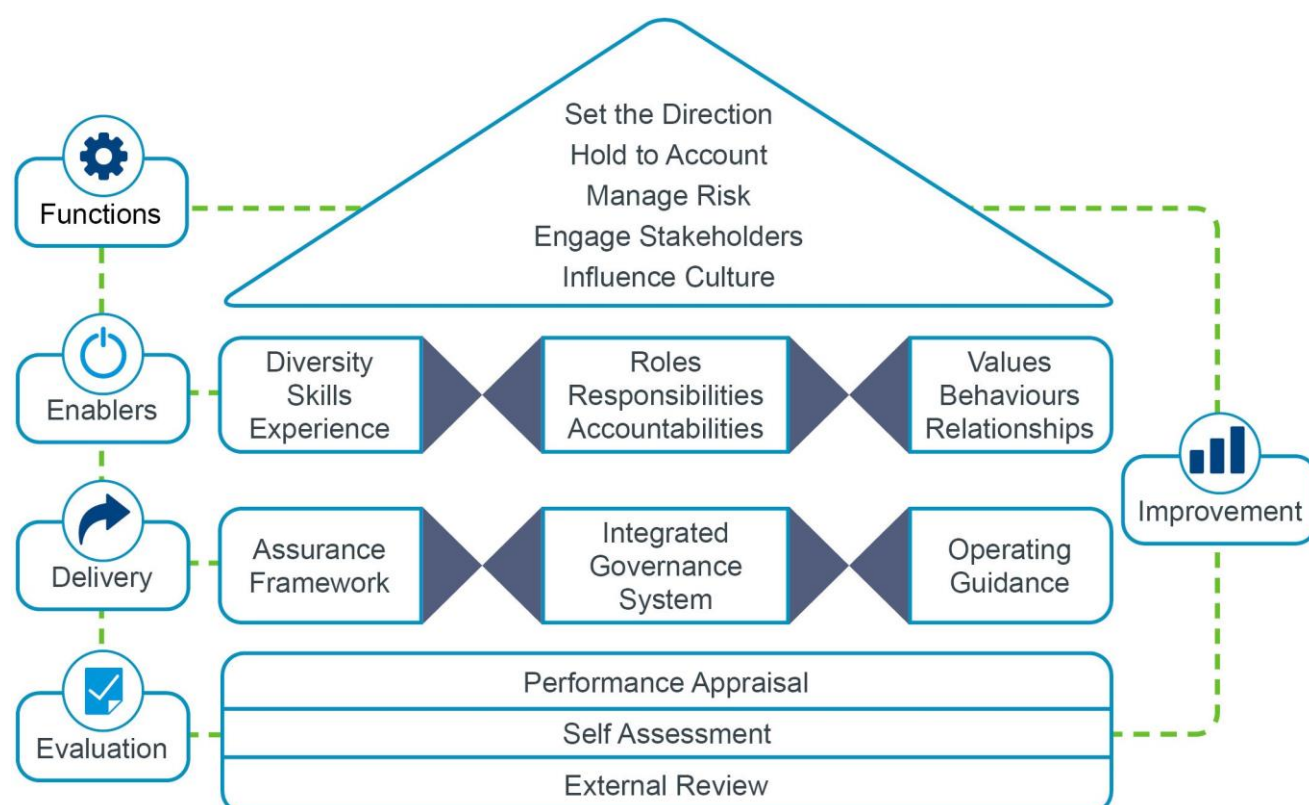 Set the Direction
Hold to Account
Manage Risk
Engage Stakeholders
Influence Culture
Functions
Enablers
Diversity
Skills
Experience
Roles
Responsibilities
Accountabilities
Values
Behaviours
Relationships
Improvement
Delivery
Assurance
Framework
Integrated
Governance
System
Operating
Guidance
Evaluation
Performance Appraisal
Self Assessment
External Review